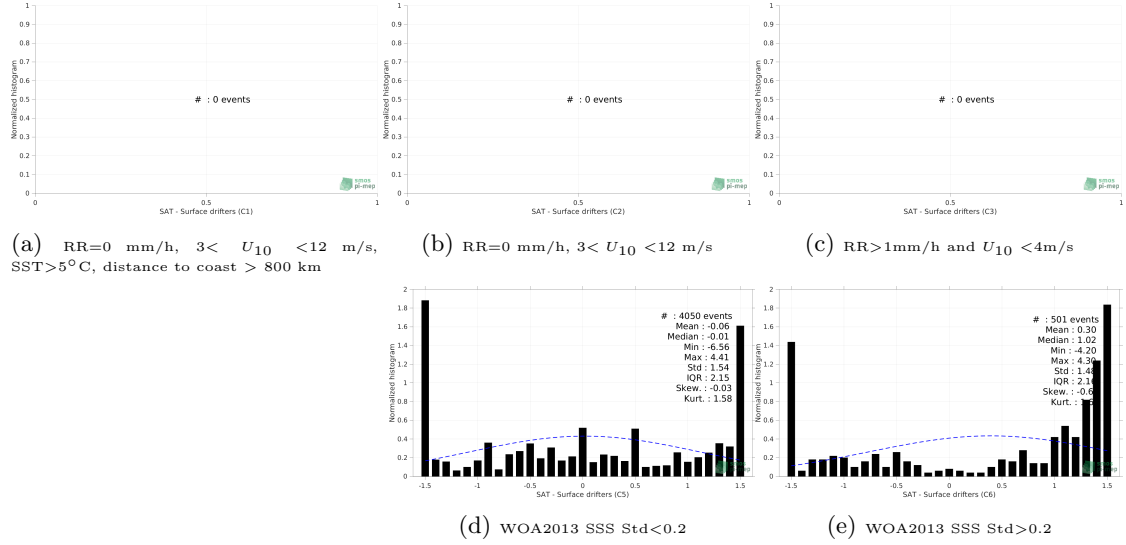 1
0.9
0.8
0.7
0.6
0.5
0.4
0.3
0.2
0.1
0
Normalized histogram
# : 0 events
smos
pi-mep
0 0.5 1
SAT - Surface drifters (C1)
1
0.9
0.8
0.7
0.6
0.5
0.4
0.3
0.2
0.1
0
Normalized histogram
# : 0 events
smos
pi-mep
0 0.5 1
SAT - Surface drifters (C2)
1
0.9
0.8
0.7
0.6
0.5
0.4
0.3
0.2
0.1
0
Normalized histogram
# : 0 events
smos
pi-mep
0 0.5 1
SAT - Surface drifters (C3)
(a) RR=0 mm/h, 3< U10 <12 m/s,
SST>5°C, distance to coast > 800 km
(b) RR=0 mm/h, 3< U10 <12 m/s
(c) RR>1mm/h and U10 <4m/s
2
1.8
1.6
1.4
1.2
1
0.8
0.6
0.4
0.2
0
Normalized histogram
# : 4050 events
Mean : -0.06
Median : -0.01
Min : -6.56
Max : 4.41
Std : 1.54
IQR : 2.15
Skew. : -0.03
Kurt. : 1.58
-1.5 -1 -0.5 0 0.5 1 1.5
SAT - Surface drifters (C5)
2
1.8
1.6
1.4
1.2
1
0.8
0.6
0.4
0.2
0
Normalized histogram
# : 501 events
Mean : 0.30
Median : 1.02
Min : -4.20
Max : 4.30
Std : 1.48
IQR : 2.16
Skew. :
Kurt. :
-1.5 -1 -0.5 0 0.5 1 1.5
SAT - Surface drifters (C6)
(d) WOA2013 SSS Std<0.2
(e) WOA2013 SSS Std>0.2